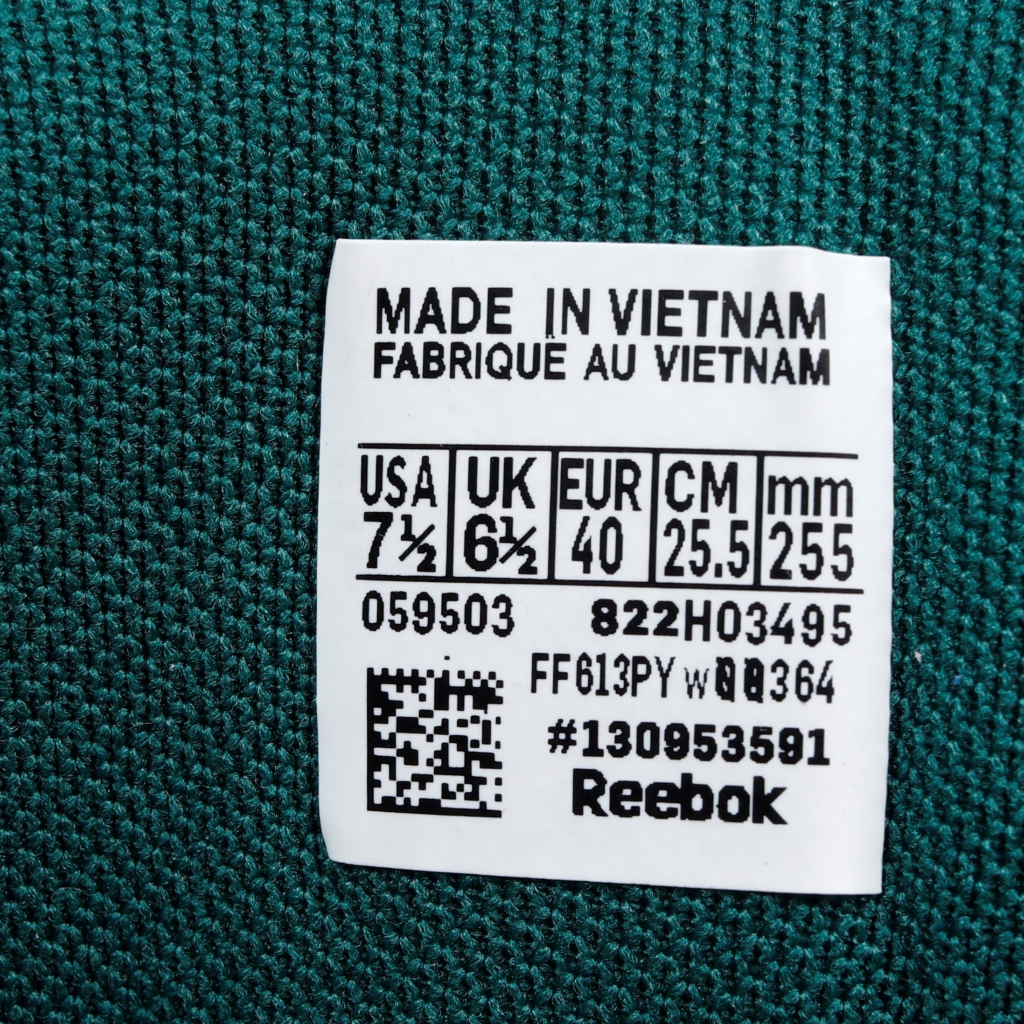 MADE IN VIETNAM
FABRIQUÉ AU VIETNAM
USA UK EUR CM mm
7½ 6½ 40 25.5 255
059503 822H03495
FF613PY
#130953591
Reebok